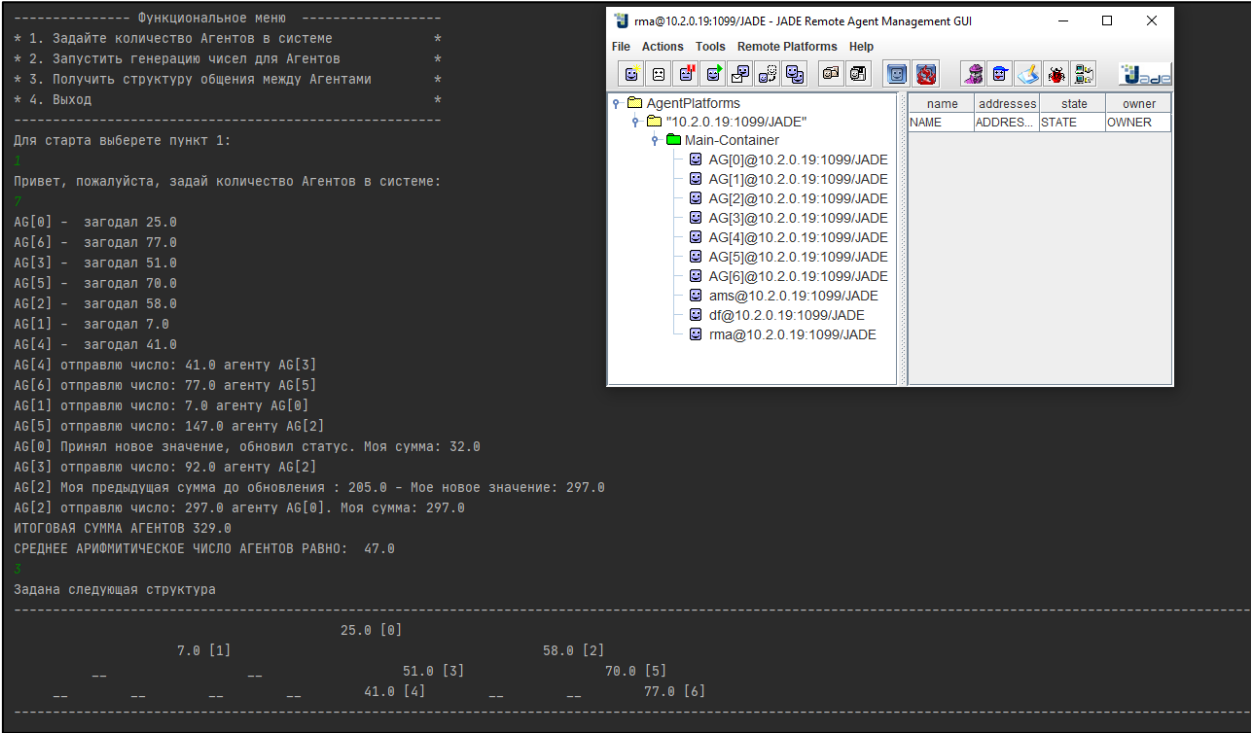 --------------- Функциональное меню ------------------
* 1. Задайте количество Агентов в системе *
* 2. Запустить генерацию чисел для Агентов *
* 3. Получить структуру общения между Агентами *
* 4. Выход *
-------------------------------------------------------
Для старта выберете пункт 1:
1
Привет, пожалуйста, задай количество Агентов в системе:
7
AG[0] - загодал 25.0
AG[6] - загодал 77.0
AG[3] - загодал 51.0
AG[5] - загодал 70.0
AG[2] - загодал 58.0
AG[1] - загодал 7.0
AG[4] - загодал 41.0
AG[4] отправлю число: 41.0 агенту AG[3]
AG[6] отправлю число: 77.0 агенту AG[5]
AG[1] отправлю число: 7.0 агенту AG[0]
AG[5] отправлю число: 147.0 агенту AG[2]
AG[0] Принял новое значение, обновил статус. Моя сумма: 32.0
AG[3] отправлю число: 92.0 агенту AG[2]
AG[2] Моя предыдущая сумма до обновления : 205.0 - Мое новое значение: 297.0
AG[2] отправлю число: 297.0 агенту AG[0]. Моя сумма: 297.0
ИТОГОВАЯ СУММА АГЕНТОВ 329.0
СРЕДНЕЕ АРИФМИТИЧЕСКОЕ ЧИСЛО АГЕНТОВ РАВНО: 47.0
3
Задана следующая структура
25.0 [0]
7.0 [1] 58.0 [2]
__ __ 51.0 [3] 70.0 [5]
__ __ __ __ 41.0 [4] __ __ 77.0 [6]
rma@10.2.0.19:1099/JADE - JADE Remote Agent Management GUI
File Actions Tools Remote Platforms Help
Jade
AgentPlatforms
"10.2.0.19:1099/JADE"
Main-Container
AG[0]@10.2.0.19:1099/JADE
AG[1]@10.2.0.19:1099/JADE
AG[2]@10.2.0.19:1099/JADE
AG[3]@10.2.0.19:1099/JADE
AG[4]@10.2.0.19:1099/JADE
AG[5]@10.2.0.19:1099/JADE
AG[6]@10.2.0.19:1099/JADE
ams@10.2.0.19:1099/JADE
df@10.2.0.19:1099/JADE
rma@10.2.0.19:1099/JADE
name addresses state owner
NAME ADDRES... STATE OWNER